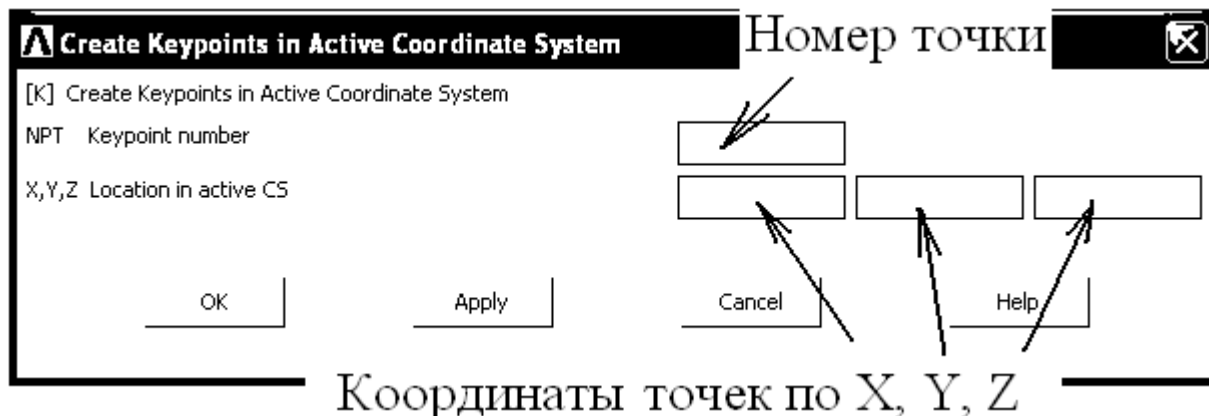 Create Keypoints in Active Coordinate System
Номер точки
[K] Create Keypoints in Active Coordinate System
NPT Keypoint number
X,Y,Z Location in active CS
OK Apply Cancel Help
Координаты точек по X, Y, Z